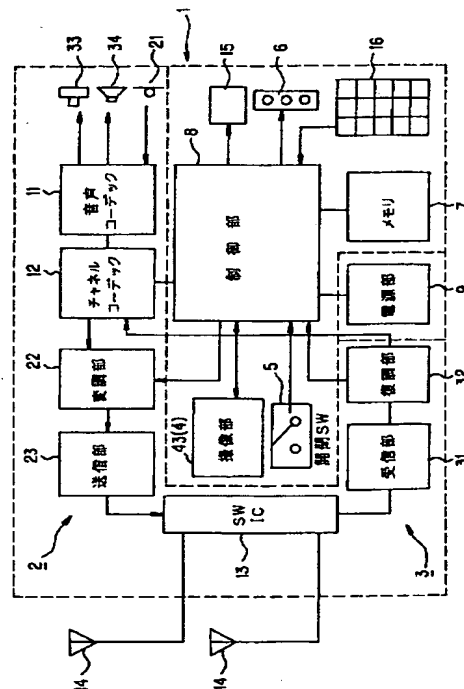 2
23
22
12
11
33
34
21
送信部
変調部
チャネル
コーデック
音声
コーデック
1
14
14
SW
IC
13
43(4)
撮像部
5
開閉SW
8
制御部
15
6
16
3
31
受信部
32
復調部
9
電源部
7
メモリ